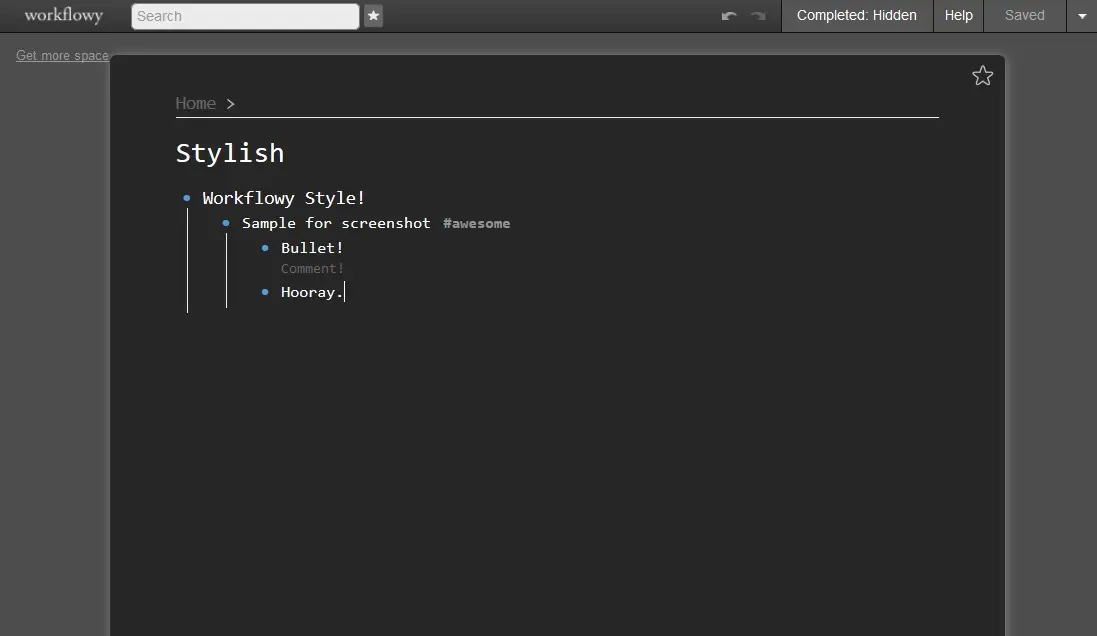 workflowy Search Completed: Hidden Help Saved
Get more space
Home >
Stylish
Workflowy Style!
Sample for screenshot #awesome
Bullet!
Comment!
Hooray.